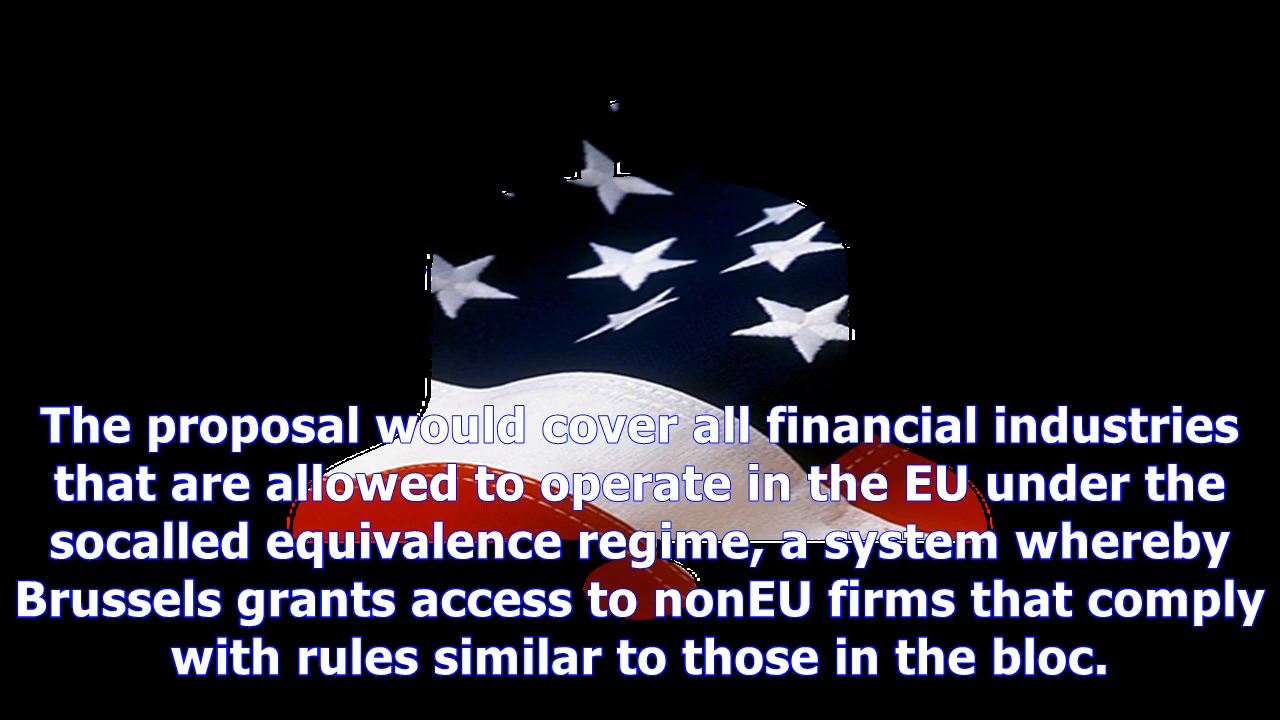 The proposal would cover all financial industries
that are allowed to operate in the EU under the
socalled equivalence regime, a system whereby
Brussels grants access to nonEU firms that comply
with rules similar to those in the bloc.